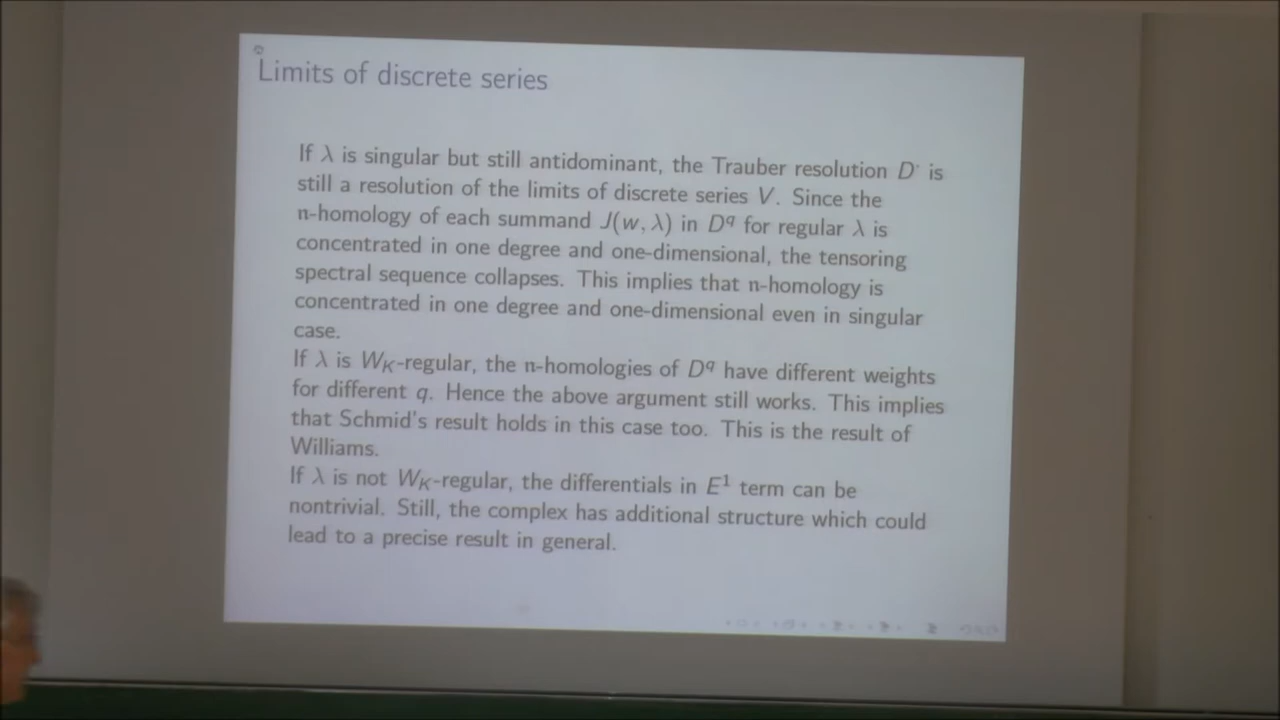 Limits of discrete series
If λ is singular but still antidominant, the Trauber resolution D˙ is
still a resolution of the limits of discrete series V. Since the
𝔫-homology of each summand J(w, λ) in D^q for regular λ is
concentrated in one degree and one-dimensional, the tensoring
spectral sequence collapses. This implies that 𝔫-homology is
concentrated in one degree and one-dimensional even in singular
case.
If λ is W_K-regular, the 𝔫-homologies of D^q have different weights
for different q. Hence the above argument still works. This implies
that Schmid's result holds in this case too. This is the result of
Williams.
If λ is not W_K-regular, the differentials in E^1 term can be
nontrivial. Still, the complex has additional structure which could
lead to a precise result in general.